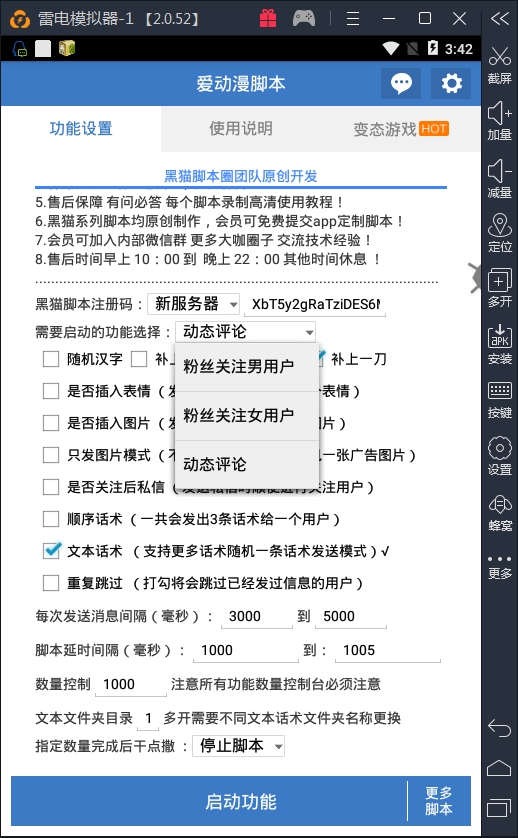 雷电模拟器-1 【2.0.52】
3:42
爱动漫脚本
功能设置 使用说明 变态游戏 HOT
黑猫脚本圈团队原创开发
5.售后保障 有问必答 每个脚本录制高清使用教程！
6.黑猫系列脚本均原创制作，会员可免费提交app定制脚本！
7.会员可加入内部微信群 更多大咖圈子 交流技术经验！
8.售后时间早上 10：00 到 晚上 22：00 其他时间休息 ！
黑猫脚本注册码： 新服务器 XbT5y2gRaTziDES6
需要启动的功能选择： 动态评论
粉丝关注男用户
粉丝关注女用户
动态评论
随机汉字 补上 补上一刀
是否插入表情（发 表情）
是否插入图片（发 片）
只发图片模式（不 一张广告图片）
是否关注后私信（发送私信时顺便进行关注用户）
顺序话术 （一共会发出3条话术给一个用户）
文本话术 （支持更多话术随机一条话术发送模式）√
重复跳过 （打勾将会跳过已经发过信息的用户）
每次发送消息间隔（毫秒）： 3000 到 5000
脚本延时间隔（毫秒）： 1000 到： 1005
数量控制 1000 注意所有功能数量控制台必须注意
文本文件夹目录 1 多开需要不同文本话术文件夹名称更换
指定数量完成后干点撒 ： 停止脚本
启动功能 更多
脚本
截屏
加量
减量
定位
多开
APK
安装
按键
设置
蜂窝
更多